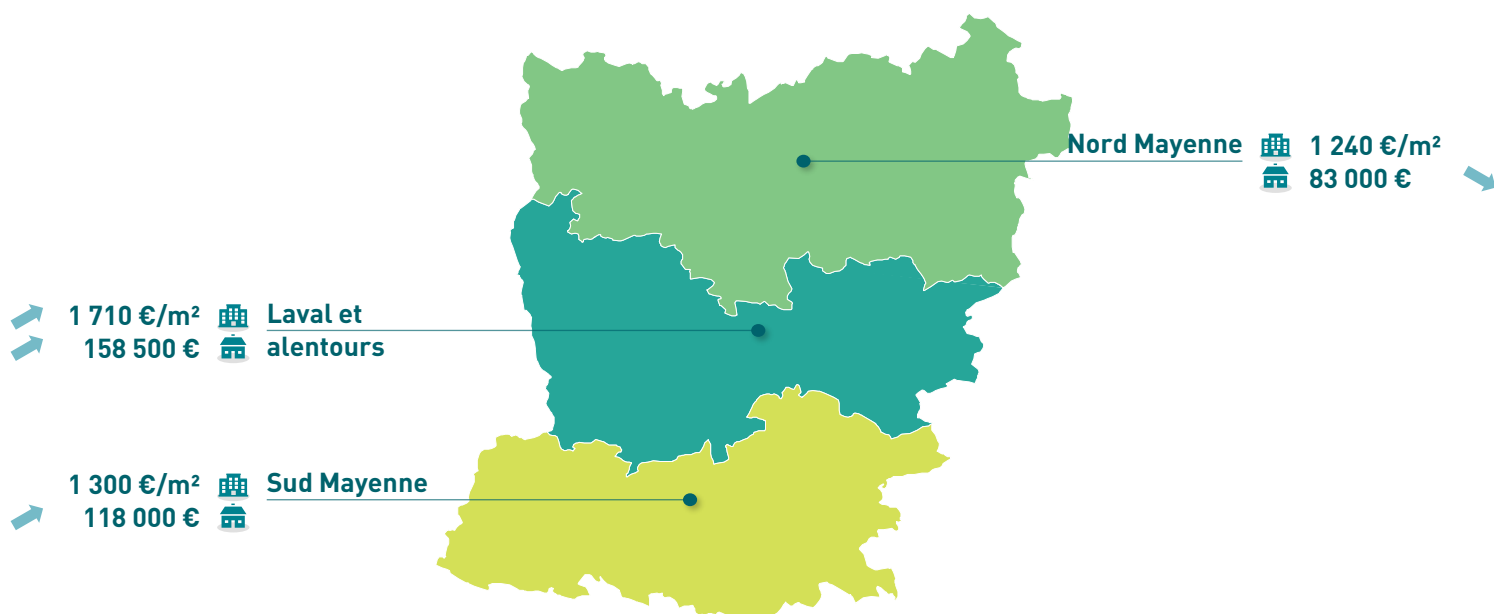 Nord Mayenne 1 240 €/m²
83 000 €
1 710 €/m² Laval et
158 500 € alentours
1 300 €/m² Sud Mayenne
118 000 €